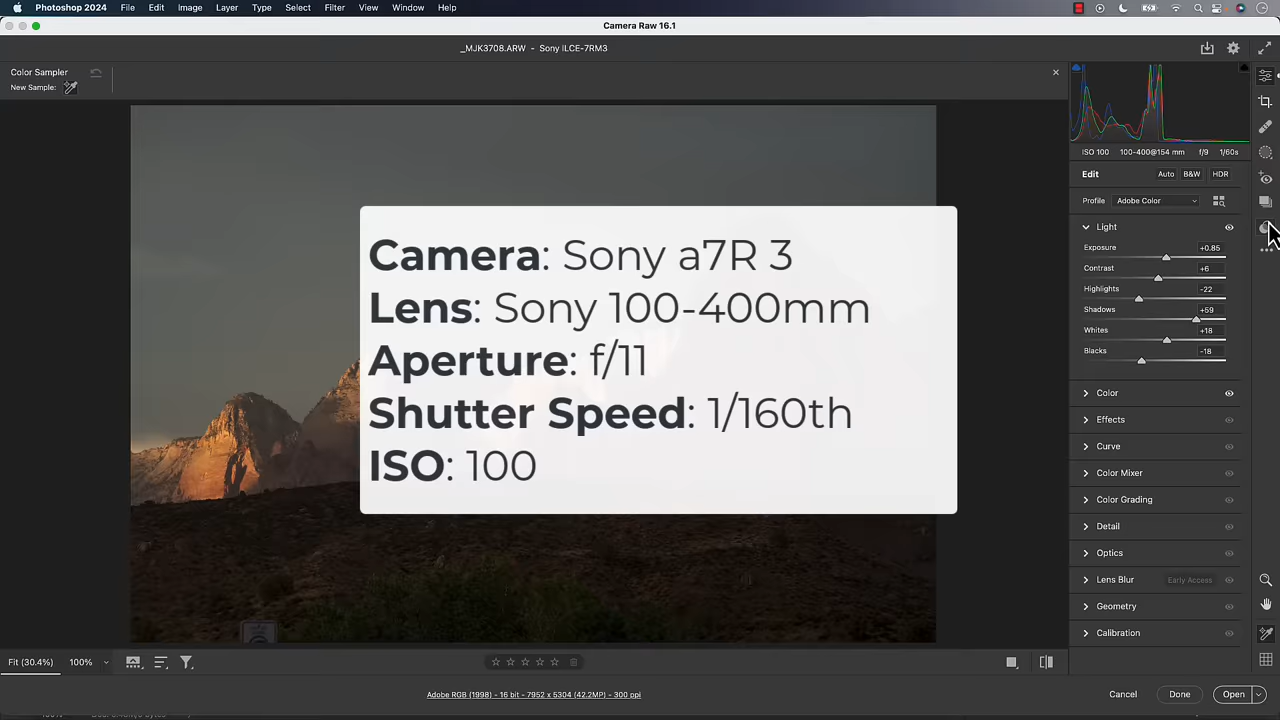 Photoshop 2024 File Edit Image Layer Type Select Filter View Window Help
Camera Raw 16.1
_MJK3708.ARW - Sony ILCE-7RM3
Color Sampler
New Sample:
ISO 100 100-400@154 mm f/9 1/60s
Edit Auto B&W HDR
Profile Adobe Color
Light
Exposure +0.85
Contrast +6
Highlights -22
Shadows +59
Whites +18
Blacks -18
Color
Effects
Curve
Color Mixer
Color Grading
Detail
Optics
Lens Blur Early Access
Geometry
Calibration
Camera: Sony a7R 3
Lens: Sony 100-400mm
Aperture: f/11
Shutter Speed: 1/160th
ISO: 100
Fit (30.4%) 100%
Adobe RGB (1998) - 16 bit - 7952 x 5304 (42.2MP) - 300 ppi
Cancel Done Open